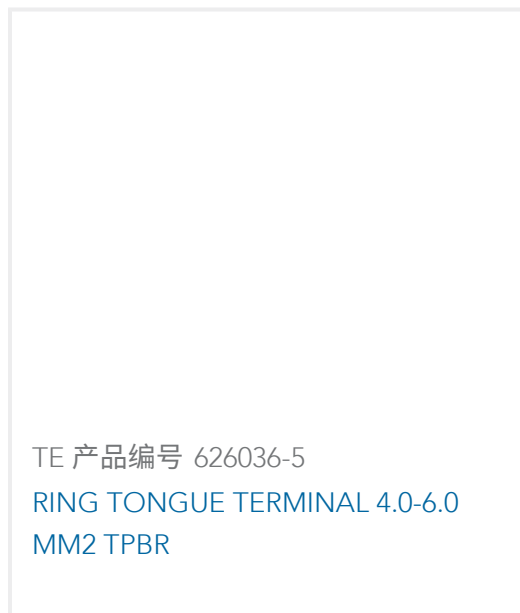 TE 产品编号 626036-5
RING TONGUE TERMINAL 4.0-6.0
MM2 TPBR